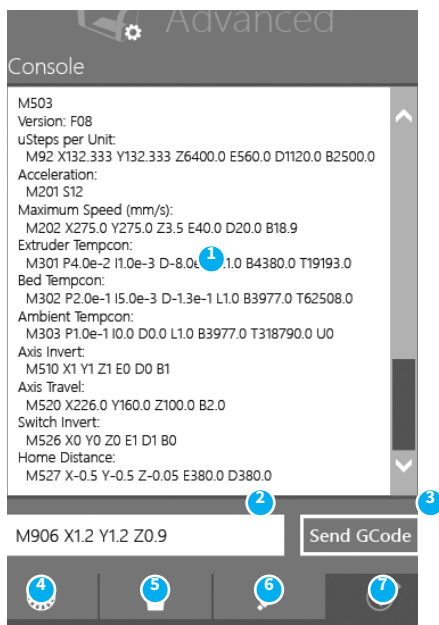 Advanced
Console
M503
Version: F08
uSteps per Unit:
M92 X132.333 Y132.333 Z6400.0 E560.0 D1120.0 B2500.0
Acceleration:
M201 S12
Maximum Speed (mm/s):
M202 X275.0 Y275.0 Z3.5 E40.0 D20.0 B18.9
Extruder Tempcon:
M301 P4.0e-2 I1.0e-3 1 B4380.0 T19193.0
Bed Tempcon:
M302 P2.0e-1 I5.0e-3 D-1.3e-1 L1.0 B3977.0 T62508.0
Ambient Tempcon:
M303 P1.0e-1 I0.0 D0.0 L1.0 B3977.0 T318790.0 U0
Axis Invert:
M510 X1 Y1 Z1 E0 D0 B1
Axis Travel:
M520 X226.0 Y160.0 Z100.0 B2.0
Switch Invert:
M526 X0 Y0 Z0 E1 D1 B0
Home Distance:
M527 X-0.5 Y-0.5 Z-0.05 E380.0 D380.0
2 3
M906 X1.2 Y1.2 Z0.9 Send GCode
4 5 6 7